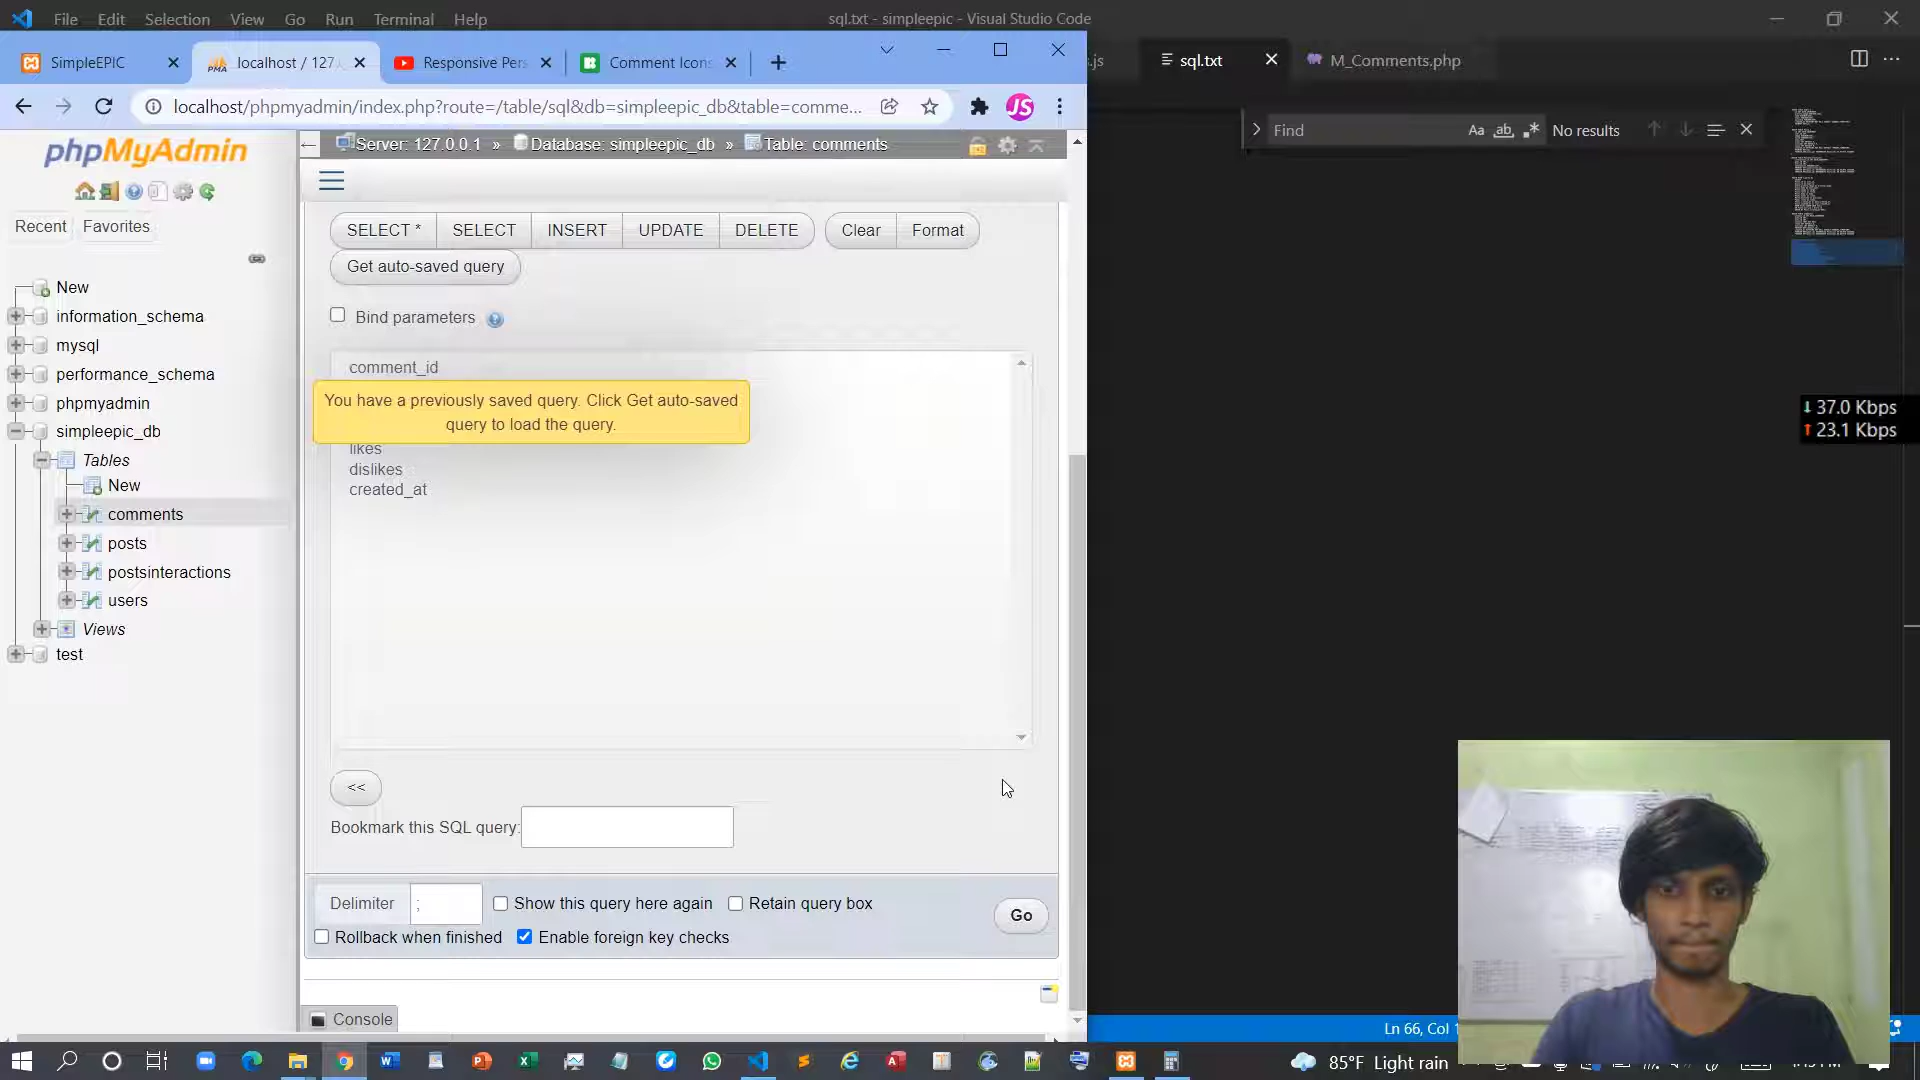 File Edit Selection View Go Run Terminal Help
sql.txt - simpleepic - Visual Studio Code
SimpleEPIC
localhost / 127.
Responsive Pers
Comment Icons
.js
sql.txt
M_Comments.php
localhost/phpmyadmin/index.php?route=/table/sql&db=simpleepic_db&table=comme...
JS
Find
Aa
ab
No results
phpMyAdmin
Server: 127.0.0.1 » Database: simpleepic_db » Table: comments
Recent Favorites
SELECT * SELECT INSERT UPDATE DELETE Clear Format
Get auto-saved query
Bind parameters
New
information_schema
mysql
performance_schema
phpmyadmin
simpleepic_db
Tables
New
comments
posts
postsinteractions
users
Views
test
comment_id
You have a previously saved query. Click Get auto-saved
query to load the query.
likes
dislikes
created_at
37.0 Kbps
23.1 Kbps
<<
Bookmark this SQL query:
Delimiter ; Show this query here again Retain query box
Go
Rollback when finished Enable foreign key checks
Console
Ln 66, Col 1
85°F Light rain